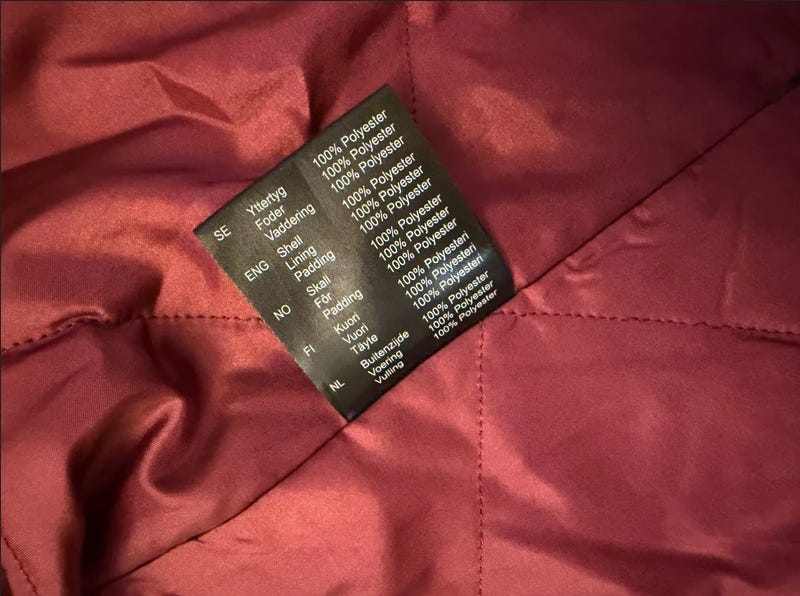 SE Yttertyg 100% Polyester
Foder 100% Polyester
Vaddering 100% Polyester
ENG Shell 100% Polyester
Lining 100% Polyester
Padding 100% Polyester
NO Skall 100% Polyester
För 100% Polyester
Padding 100% Polyester
FI Kuori 100% Polyesteri
Vuori 100% Polyesteri
Täyte 100% Polyesteri
NL Buitenzijde 100% Polyester
Voering 100% Polyester
Vulling 100% Polyester